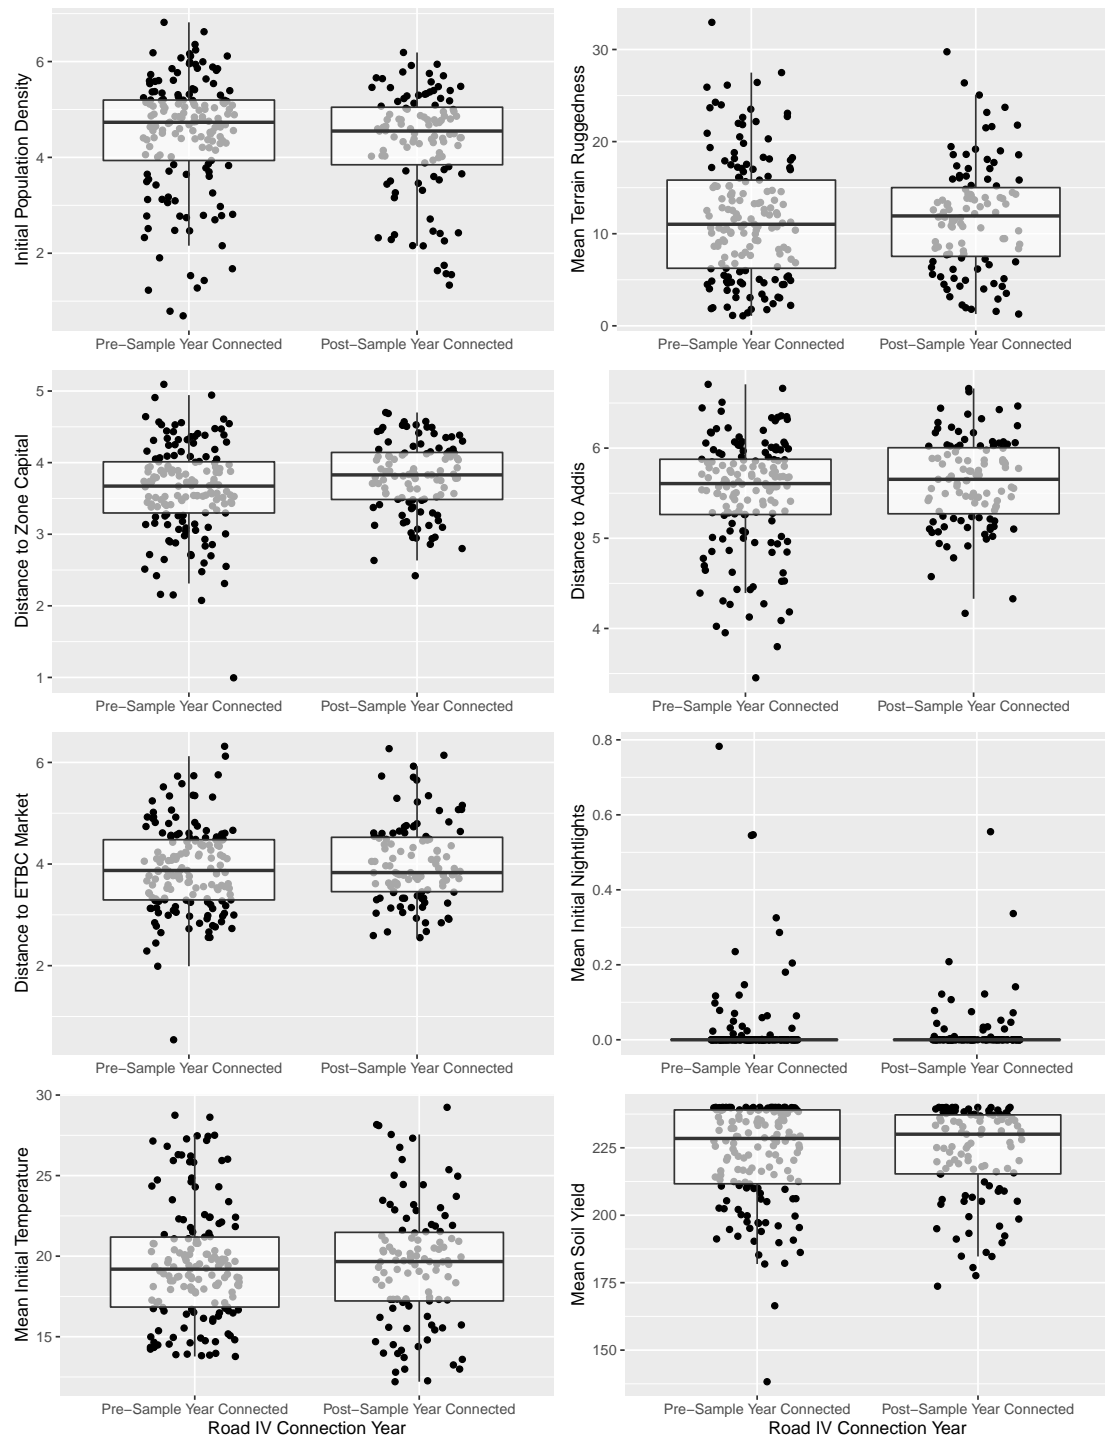 Initial Population Density
6
4
2
Pre−Sample Year Connected
Post−Sample Year Connected
Mean Terrain Ruggedness
30
20
10
0
Pre−Sample Year Connected
Post−Sample Year Connected
Distance to Zone Capital
5
4
3
2
1
Pre−Sample Year Connected
Post−Sample Year Connected
Distance to Addis
6
5
4
Pre−Sample Year Connected
Post−Sample Year Connected
Distance to ETBC Market
6
4
2
Pre−Sample Year Connected
Post−Sample Year Connected
Mean Initial Nightlights
0.8
0.6
0.4
0.2
0.0
Pre−Sample Year Connected
Post−Sample Year Connected
Mean Initial Temperature
30
25
20
15
Pre−Sample Year Connected
Post−Sample Year Connected
Road IV Connection Year
Mean Soil Yield
225
200
175
150
Pre−Sample Year Connected
Post−Sample Year Connected
Road IV Connection Year